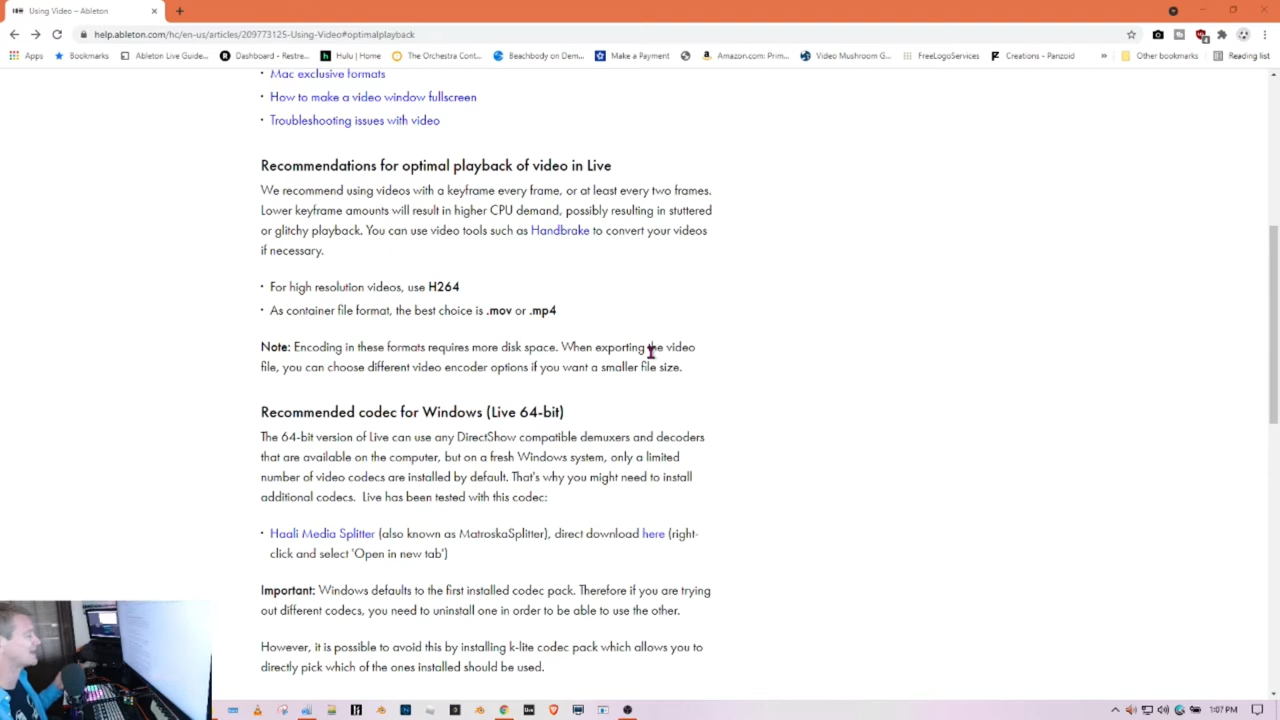 Using Video – Ableton
help.ableton.com/hc/en-us/articles/209773125-Using-Video#optimalplayback
Apps Bookmarks Ableton Live Guide... Dashboard - Restre... Hulu | Home The Orchestra Cont... Beachbody on Dem... Make a Payment Amazon.com: Prim... Video Mushroom G... FreeLogoServices Creations - Panzoid » Other bookmarks Reading list
• Mac exclusive formats
• How to make a video window fullscreen
• Troubleshooting issues with video
Recommendations for optimal playback of video in Live
We recommend using videos with a keyframe every frame, or at least every two frames.
Lower keyframe amounts will result in higher CPU demand, possibly resulting in stuttered
or glitchy playback. You can use video tools such as Handbrake to convert your videos
if necessary.
• For high resolution videos, use H264
• As container file format, the best choice is .mov or .mp4
Note: Encoding in these formats requires more disk space. When exporting the video
file, you can choose different video encoder options if you want a smaller file size.
Recommended codec for Windows (Live 64-bit)
The 64-bit version of Live can use any DirectShow compatible demuxers and decoders
that are available on the computer, but on a fresh Windows system, only a limited
number of video codecs are installed by default. That's why you might need to install
additional codecs. Live has been tested with this codec:
• Haali Media Splitter (also known as MatroskaSplitter), direct download here (right-
click and select 'Open in new tab')
Important: Windows defaults to the first installed codec pack. Therefore if you are trying
out different codecs, you need to uninstall one in order to be able to use the other.
However, it is possible to avoid this by installing k-lite codec pack which allows you to
directly pick which of the ones installed should be used.
Live
1:07 PM